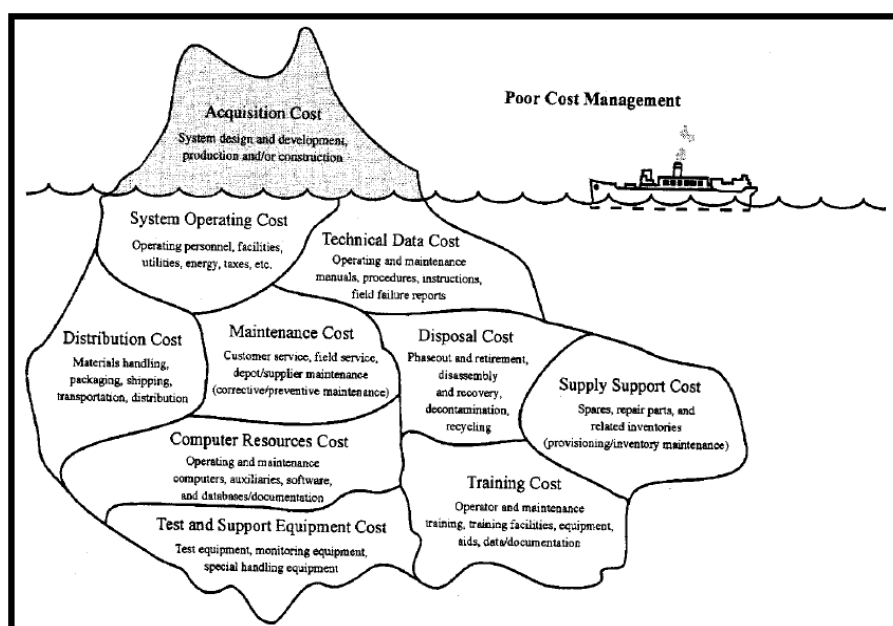 Poor Cost Management
Acquisition Cost
System design and development,
production and/or construction
System Operating Cost
Operating personnel, facilities,
utilities, energy, taxes, etc.
Technical Data Cost
Operating and maintenance
manuals, procedures, instructions,
field failure reports
Distribution Cost
Materials handling,
packaging, shipping,
transportation, distribution
Maintenance Cost
Customer service, field service,
depot/supplier maintenance
(corrective/preventive maintenance)
Disposal Cost
Phaseout and retirement,
disassembly
and recovery,
decontamination,
recycling
Supply Support Cost
Spares, repair parts, and
related inventories
(provisioning/inventory maintenance)
Computer Resources Cost
Operating and maintenance
computers, auxiliaries, software,
and databases/documentation
Training Cost
Operator and maintenance
training, training facilities, equipment,
aids, data/documentation
Test and Support Equipment Cost
Test equipment, monitoring equipment,
special handling equipment